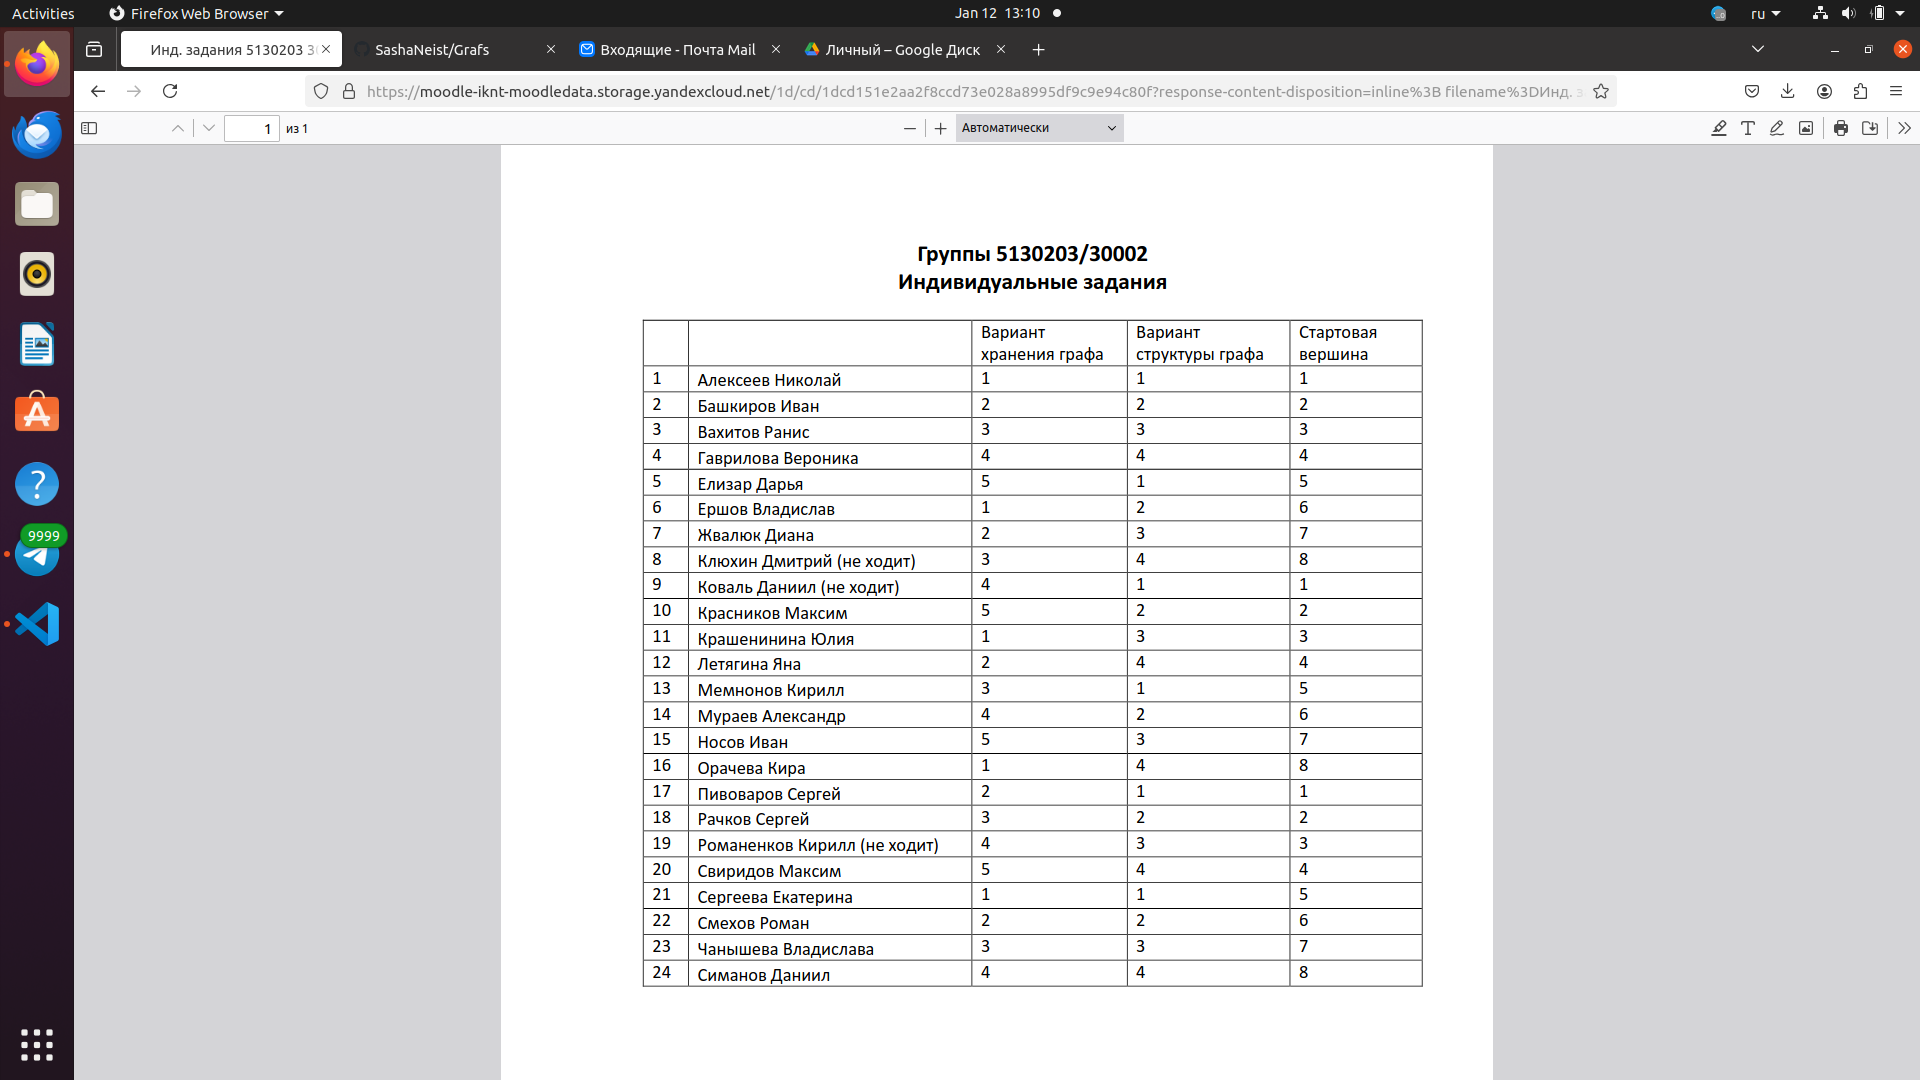 Activities Firefox Web Browser Jan 12 13:10 ru
Инд. задания 5130203 3 SashaNeist/Grafs Входящие - Почта Mail Личный – Google Диск
https://moodle-iknt-moodledata.storage.yandexcloud.net/1d/cd/1dcd151e2aa2f8ccd73e028a8995df9c9e94c80f?response-content-disposition=inline%3B filename%3DИнд. з
1 из 1 Автоматически
9999
Группы 5130203/30002
Индивидуальные задания
Вариант хранения графа Вариант структуры графа Стартовая вершина
1 Алексеев Николай 1 1 1
2 Башкиров Иван 2 2 2
3 Вахитов Ранис 3 3 3
4 Гаврилова Вероника 4 4 4
5 Елизар Дарья 5 1 5
6 Ершов Владислав 1 2 6
7 Жвалюк Диана 2 3 7
8 Клюхин Дмитрий (не ходит) 3 4 8
9 Коваль Даниил (не ходит) 4 1 1
10 Красников Максим 5 2 2
11 Крашенинина Юлия 1 3 3
12 Летягина Яна 2 4 4
13 Мемнонов Кирилл 3 1 5
14 Мураев Александр 4 2 6
15 Носов Иван 5 3 7
16 Орачева Кира 1 4 8
17 Пивоваров Сергей 2 1 1
18 Рачков Сергей 3 2 2
19 Романенков Кирилл (не ходит) 4 3 3
20 Свиридов Максим 5 4 4
21 Сергеева Екатерина 1 1 5
22 Смехов Роман 2 2 6
23 Чанышева Владислава 3 3 7
24 Симанов Даниил 4 4 8